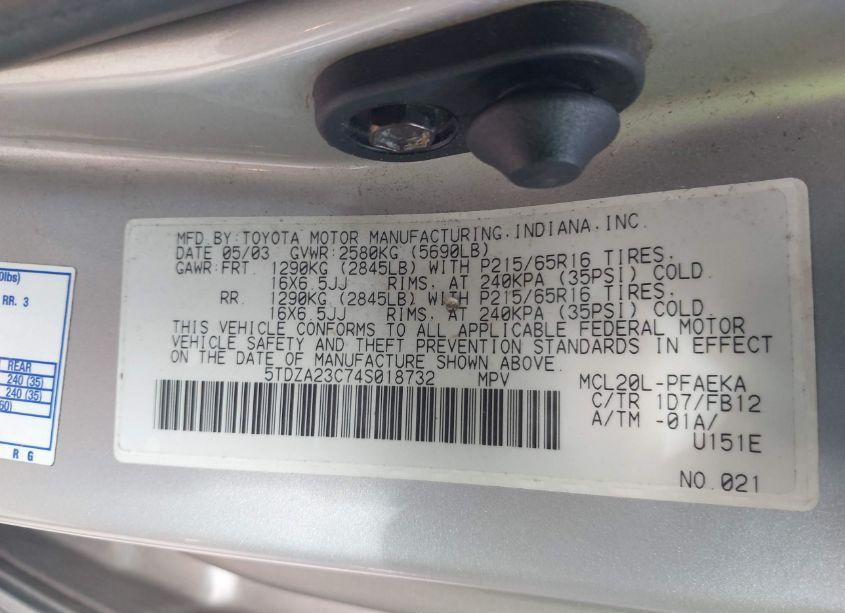 MFD.BY:TOYOTA MOTOR MANUFACTURING,INDIANA,INC.
DATE 05/03 GVWR:2580KG (5690LB)
GAWR:FRT. 1290KG (2845LB) WITH P215/65R16 TIRES.
16X6.5JJ RIMS. AT 240KPA (35PSI) COLD.
RR. 1290KG (2845LB) WITH P215/65R16 TIRES.
16X6.5JJ RIMS. AT 240KPA (35PSI) COLD.
THIS VEHICLE CONFORMS TO ALL APPLICABLE FEDERAL MOTOR
VEHICLE SAFETY AND THEFT PREVENTION STANDARDS IN EFFECT
ON THE DATE OF MANUFACTURE SHOWN ABOVE.
5TDZA23C74S018732 MPV MCL20L-PFAEKA
C/TR 1D7/FB12
A/TM -01A/
U151E
NO.021
0lbs)
RR. 3
REAR
240 (35)
240 (35)
60)
R G